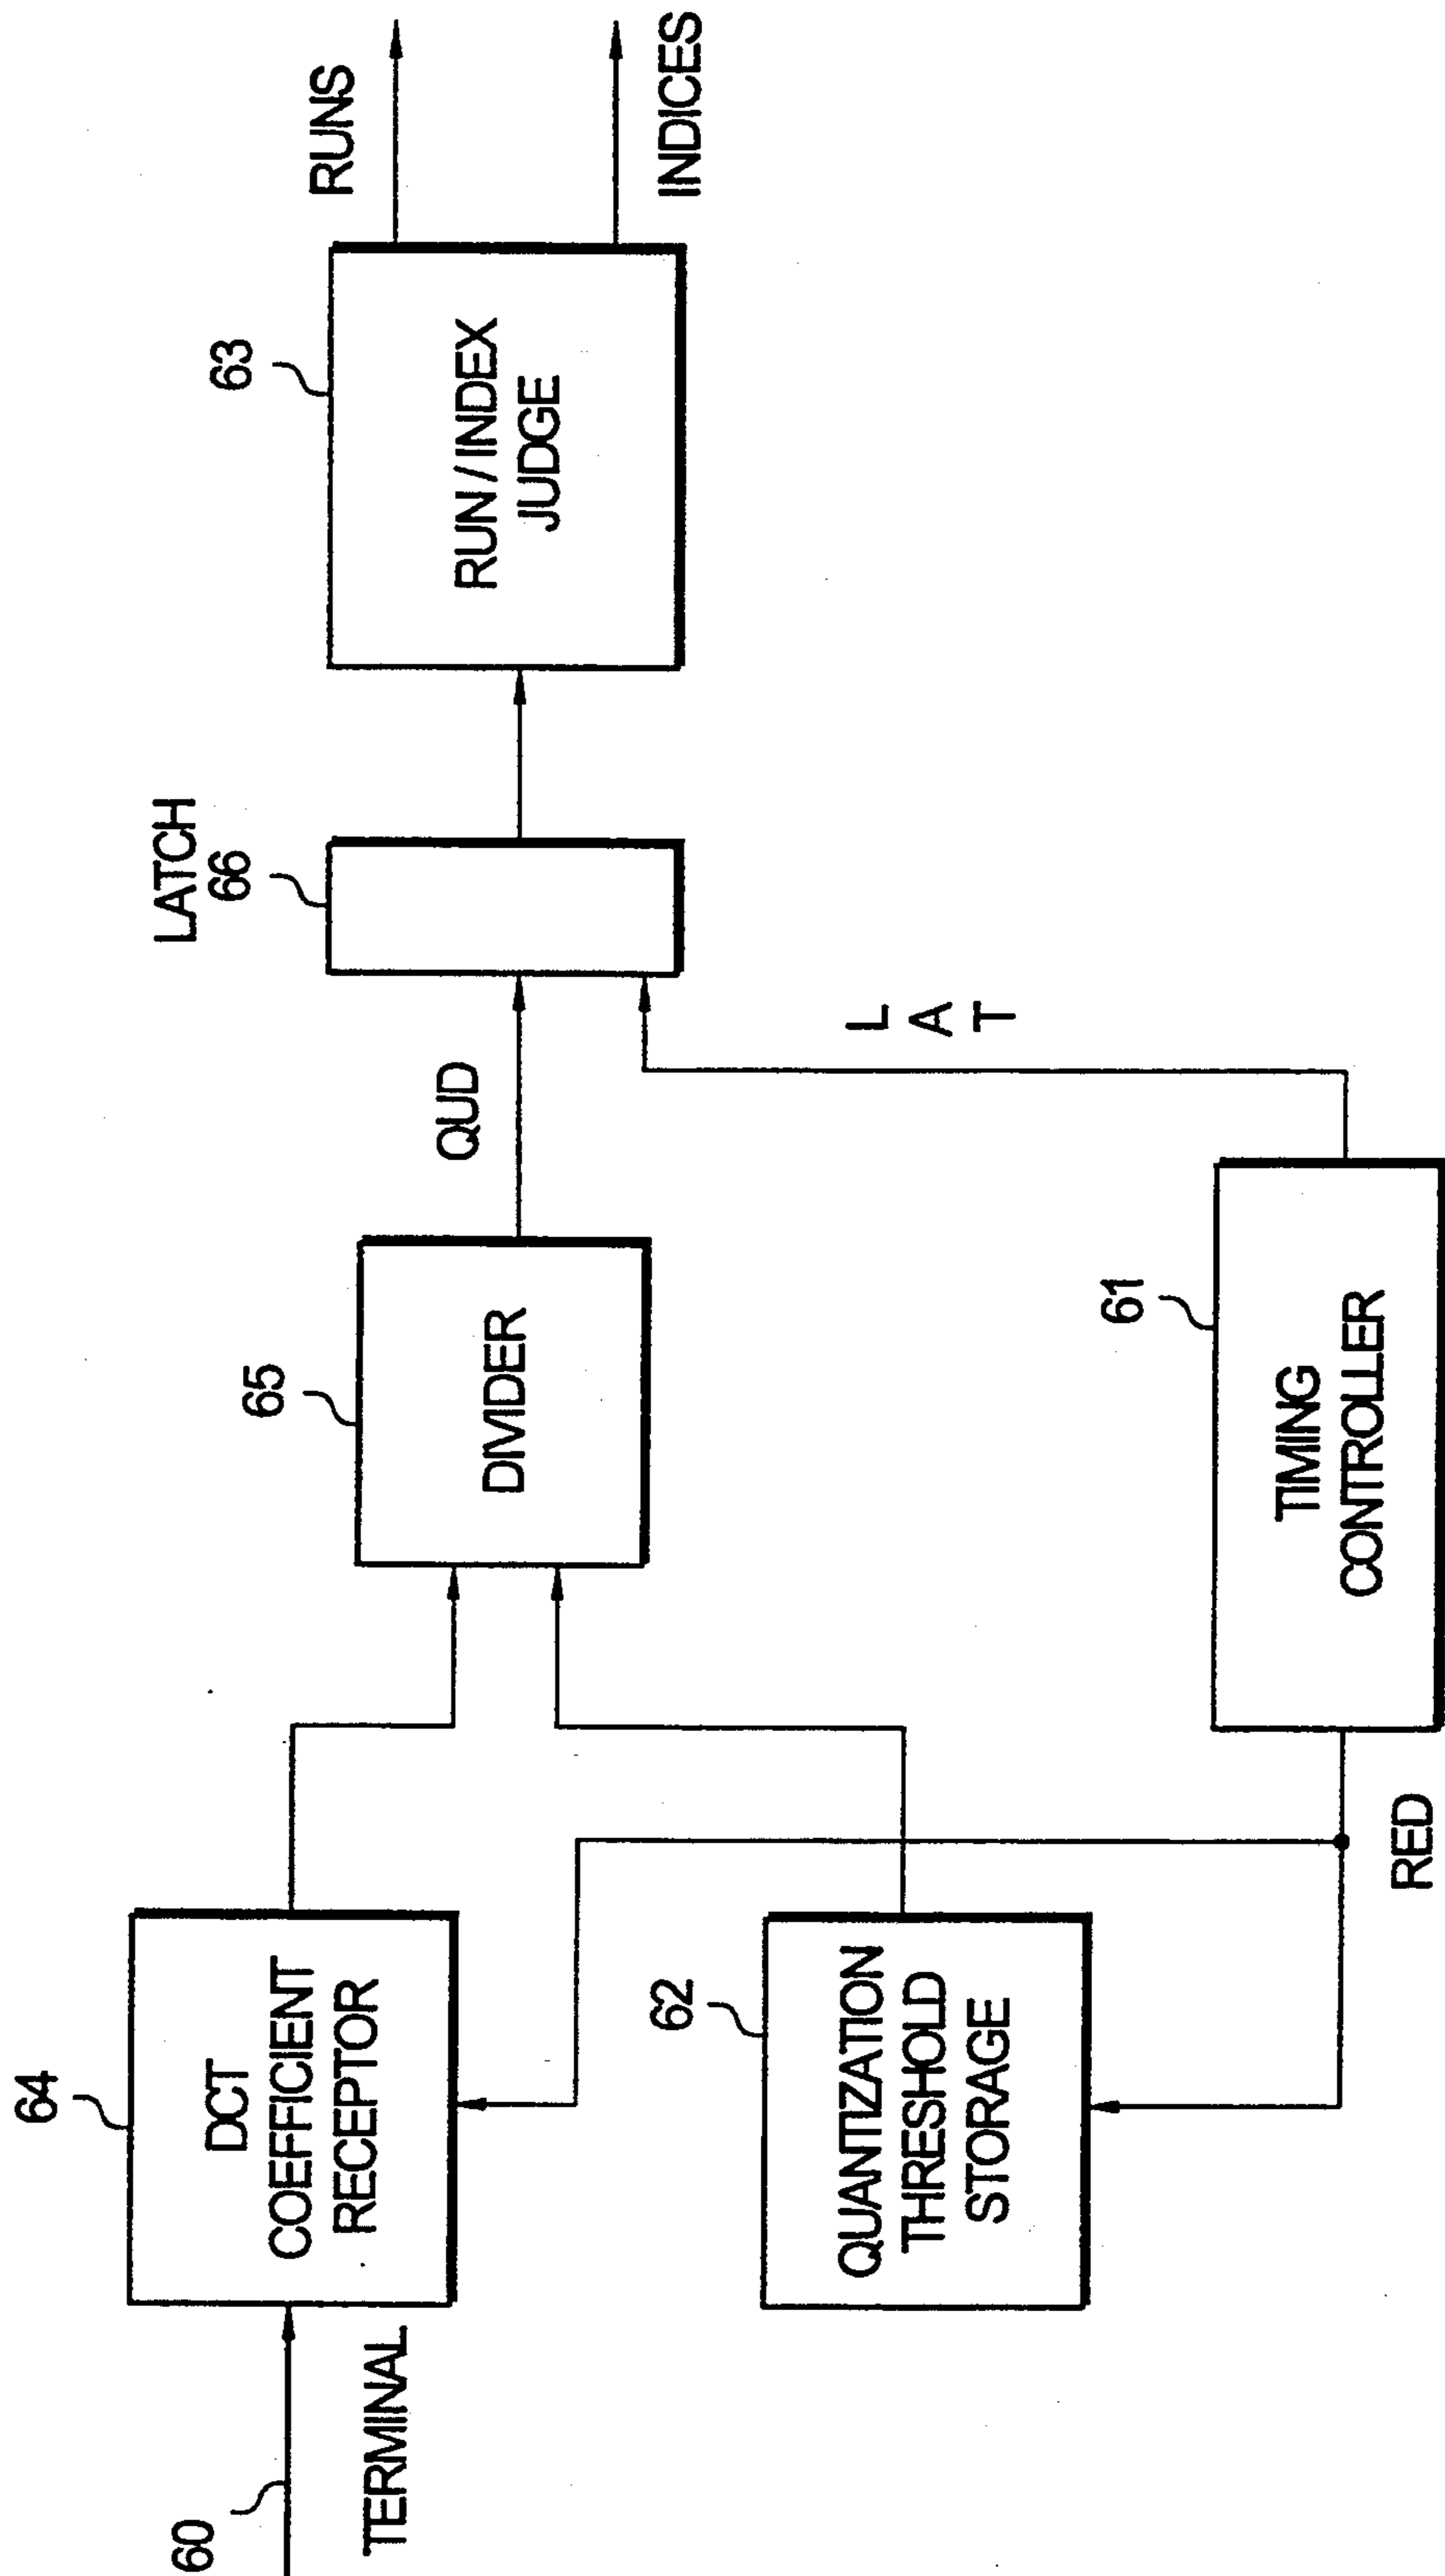 60
TERMINAL
64
DCT
COEFFICIENT
RECEPTOR
62
QUANTIZATION
THRESHOLD
STORAGE
RED
65
DIVIDER
61
TIMING
CONTROLLER
QUD
L
A
T
LATCH
66
63
RUN / INDEX
JUDGE
RUNS
INDICES